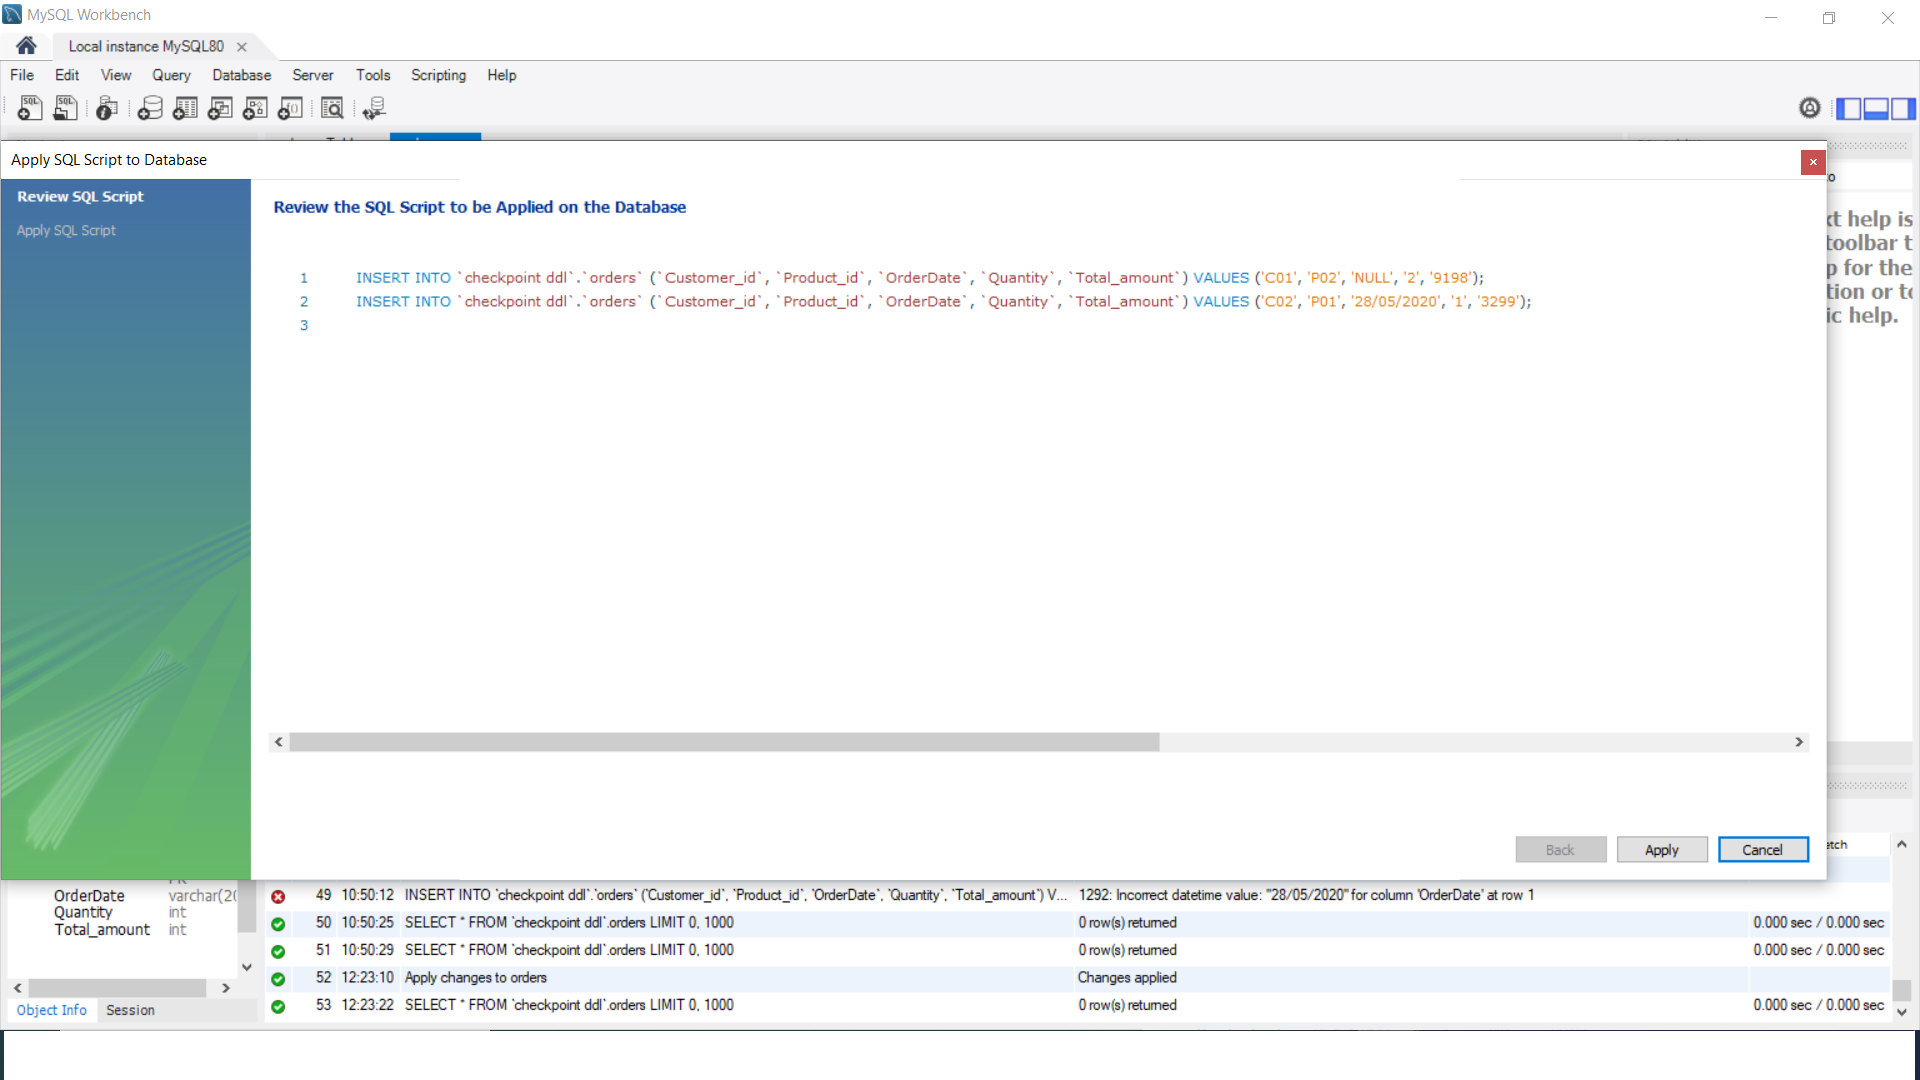 MySQL Workbench
Local instance MySQL80
File Edit View Query Database Server Tools Scripting Help
Apply SQL Script to Database
Review SQL Script
Apply SQL Script
Review the SQL Script to be Applied on the Database
1 INSERT INTO `checkpoint ddl`.`orders` (`Customer_id`, `Product_id`, `OrderDate`, `Quantity`, `Total_amount`) VALUES ('C01', 'P02', 'NULL', '2', '9198');
2 INSERT INTO `checkpoint ddl`.`orders` (`Customer_id`, `Product_id`, `OrderDate`, `Quantity`, `Total_amount`) VALUES ('C02', 'P01', '28/05/2020', '1', '3299');
3
help is
toolbar
for the
or
help.
Back Apply Cancel
OrderDate varchar(20
Quantity int
Total_amount int
Object Info Session
49 10:50:12 INSERT INTO `checkpoint ddl`.`orders` ('Customer_id`, `Product_id`, `OrderDate`, `Quantity`, `Total_amount`) V... 1292: Incorrect datetime value: "28/05/2020" for column 'OrderDate' at row 1
50 10:50:25 SELECT * FROM `checkpoint ddl`.orders LIMIT 0, 1000 0 row(s) returned 0.000 sec / 0.000 sec
51 10:50:29 SELECT * FROM `checkpoint ddl`.orders LIMIT 0, 1000 0 row(s) returned 0.000 sec / 0.000 sec
52 12:23:10 Apply changes to orders Changes applied
53 12:23:22 SELECT * FROM `checkpoint ddl`.orders LIMIT 0, 1000 0 row(s) returned 0.000 sec / 0.000 sec